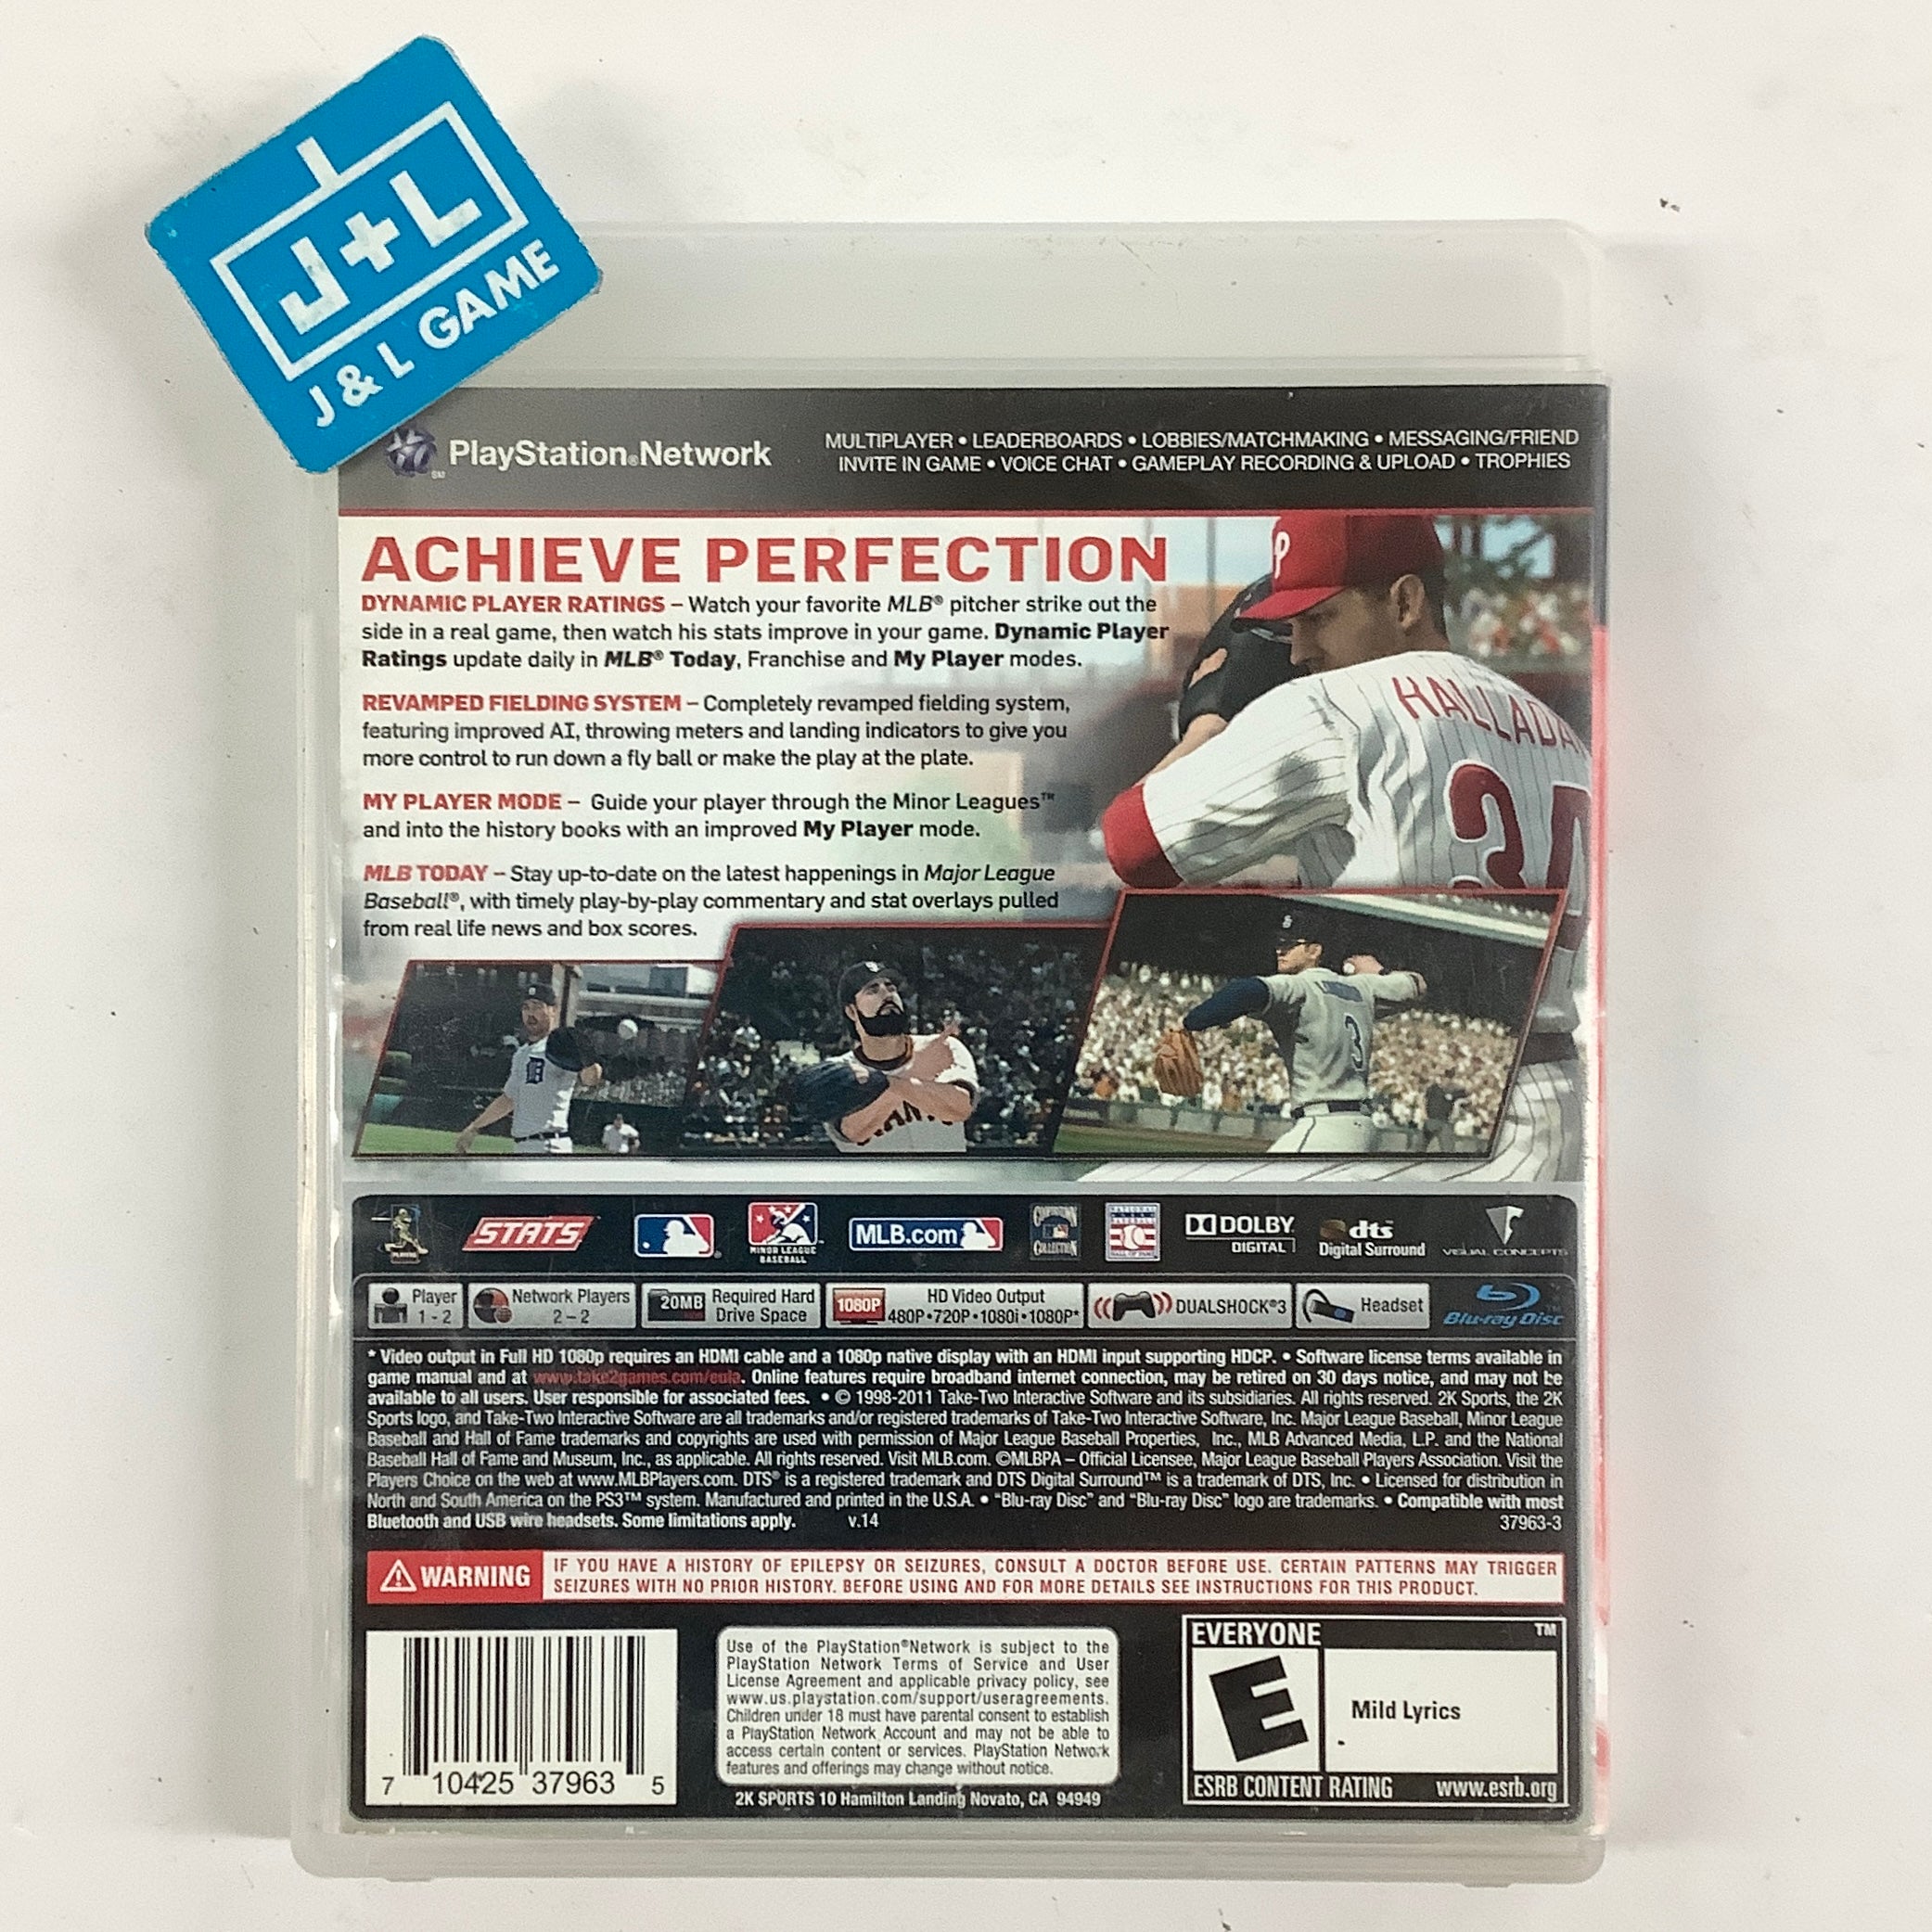 J+L
J & L GAME
PlayStation®Network
SM
MULTIPLAYER • LEADERBOARDS • LOBBIES/MATCHMAKING • MESSAGING/FRIEND
INVITE IN GAME • VOICE CHAT • GAMEPLAY RECORDING & UPLOAD • TROPHIES
ACHIEVE PERFECTION
DYNAMIC PLAYER RATINGS – Watch your favorite MLB® pitcher strike out the
side in a real game, then watch his stats improve in your game. Dynamic Player
Ratings update daily in MLB® Today, Franchise and My Player modes.
REVAMPED FIELDING SYSTEM – Completely revamped fielding system,
featuring improved AI, throwing meters and landing indicators to give you
more control to run down a fly ball or make the play at the plate.
MY PLAYER MODE – Guide your player through the Minor Leagues™
and into the history books with an improved My Player mode.
MLB TODAY – Stay up-to-date on the latest happenings in Major League
Baseball®, with timely play-by-play commentary and stat overlays pulled
from real life news and box scores.
P
HALLADAY
34
D
3
STATS
MINOR LEAGUE
BASEBALL
MLB.com
COOPERSTOWN
COLLECTION
NATIONAL
BASEBALL
HALL OF FAME
DOLBY
DIGITAL
dts
Digital Surround
VISUAL CONCEPTS
Player
1 - 2
Network Players
2 – 2
20MB
Required Hard
Drive Space
1080P
HD Video Output
480P•720P•1080i•1080P*
DUALSHOCK®3
Headset
Blu-ray Disc
* Video output in Full HD 1080p requires an HDMI cable and a 1080p native display with an HDMI input supporting HDCP. • Software license terms available in
game manual and at www.take2games.com/eula. Online features require broadband internet connection, may be retired on 30 days notice, and may not be
available to all users. User responsible for associated fees. • © 1998-2011 Take-Two Interactive Software and its subsidiaries. All rights reserved. 2K Sports, the 2K
Sports logo, and Take-Two Interactive Software are all trademarks and/or registered trademarks of Take-Two Interactive Software, Inc. Major League Baseball, Minor League
Baseball and Hall of Fame trademarks and copyrights are used with permission of Major League Baseball Properties, Inc., MLB Advanced Media, L.P. and the National
Baseball Hall of Fame and Museum, Inc., as applicable. All rights reserved. Visit MLB.com. ©MLBPA – Official Licensee, Major League Baseball Players Association. Visit the
Players Choice on the web at www.MLBPlayers.com. DTS® is a registered trademark and DTS Digital Surround™ is a trademark of DTS, Inc. • Licensed for distribution in
North and South America on the PS3™ system. Manufactured and printed in the U.S.A. • “Blu-ray Disc” and “Blu-ray Disc” logo are trademarks. • Compatible with most
Bluetooth and USB wire headsets. Some limitations apply. v.14 37963-3
WARNING
IF YOU HAVE A HISTORY OF EPILEPSY OR SEIZURES, CONSULT A DOCTOR BEFORE USE. CERTAIN PATTERNS MAY TRIGGER
SEIZURES WITH NO PRIOR HISTORY. BEFORE USING AND FOR MORE DETAILS SEE INSTRUCTIONS FOR THIS PRODUCT.
7 10425 37963 5
Use of the PlayStation®Network is subject to the
PlayStation Network Terms of Service and User
License Agreement and applicable privacy policy, see
www.us.playstation.com/support/useragreements.
Children under 18 must have parental consent to establish
a PlayStation Network Account and may not be able to
access certain content or services. PlayStation Network
features and offerings may change without notice.
2K SPORTS 10 Hamilton Landing Novato, CA 94949
EVERYONE ™
E
Mild Lyrics
ESRB CONTENT RATING www.esrb.org